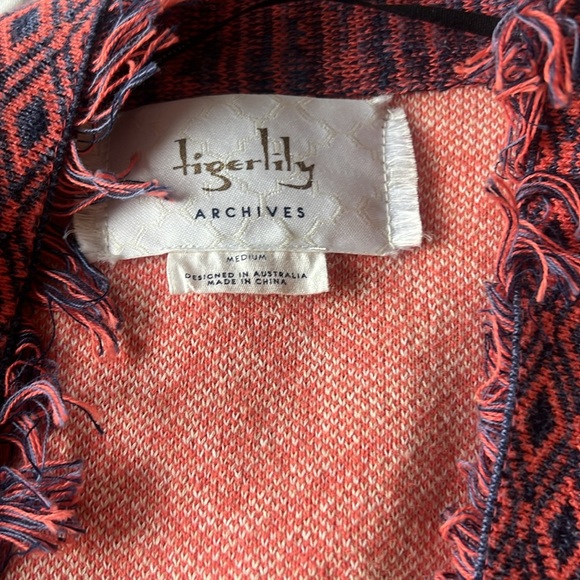 tigerlily
ARCHIVES
MEDIUM
DESIGNED IN AUSTRALIA
MADE IN CHINA